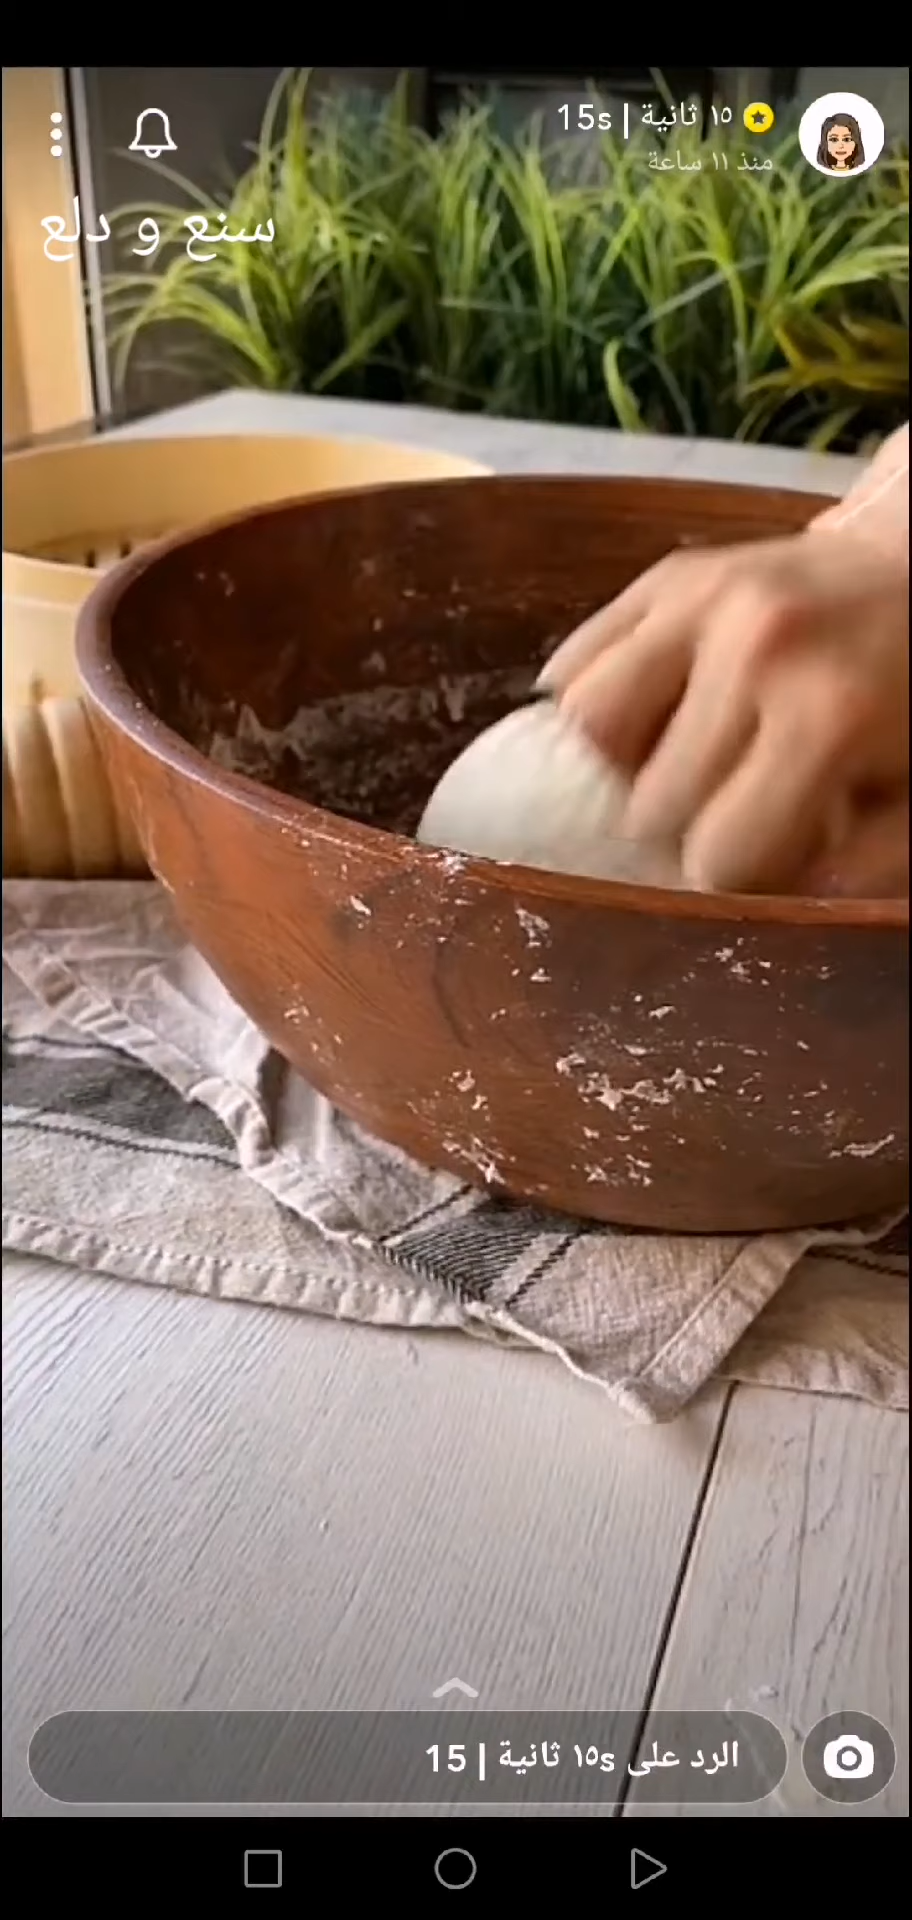 ١٥ ثانية | 15s
منذ ١١ ساعة
سنع و دلع
الرد على ١٥s ثانية | 15